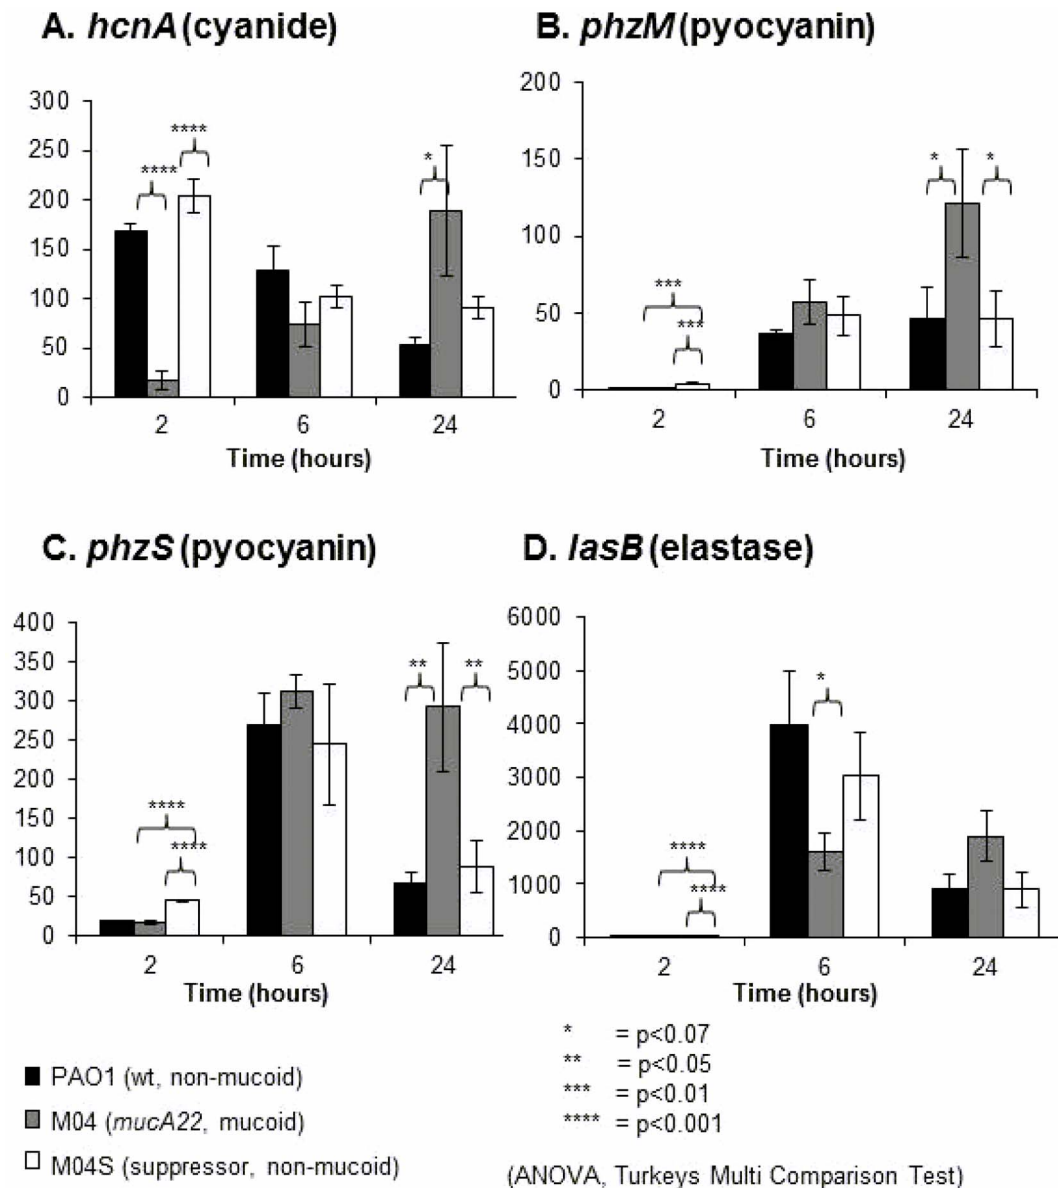 A. hcnA (cyanide)
300
250
200
150
100
50
0
****
****
*
2 6 24
Time (hours)
B. phzM (pyocyanin)
200
150
100
50
0
***
***
*
*
2 6 24
Time (hours)
C. phzS (pyocyanin)
400
350
300
250
200
150
100
50
0
****
****
**
**
2 6 24
Time (hours)
D. lasB (elastase)
6000
5000
4000
3000
2000
1000
0
****
****
*
2 6 24
Time (hours)
PAO1 (wt, non-mucoid)
M04 (mucA22, mucoid)
M04S (suppressor, non-mucoid)
* = p<0.07
** = p<0.05
*** = p<0.01
**** = p<0.001
(ANOVA, Turkeys Multi Comparison Test)